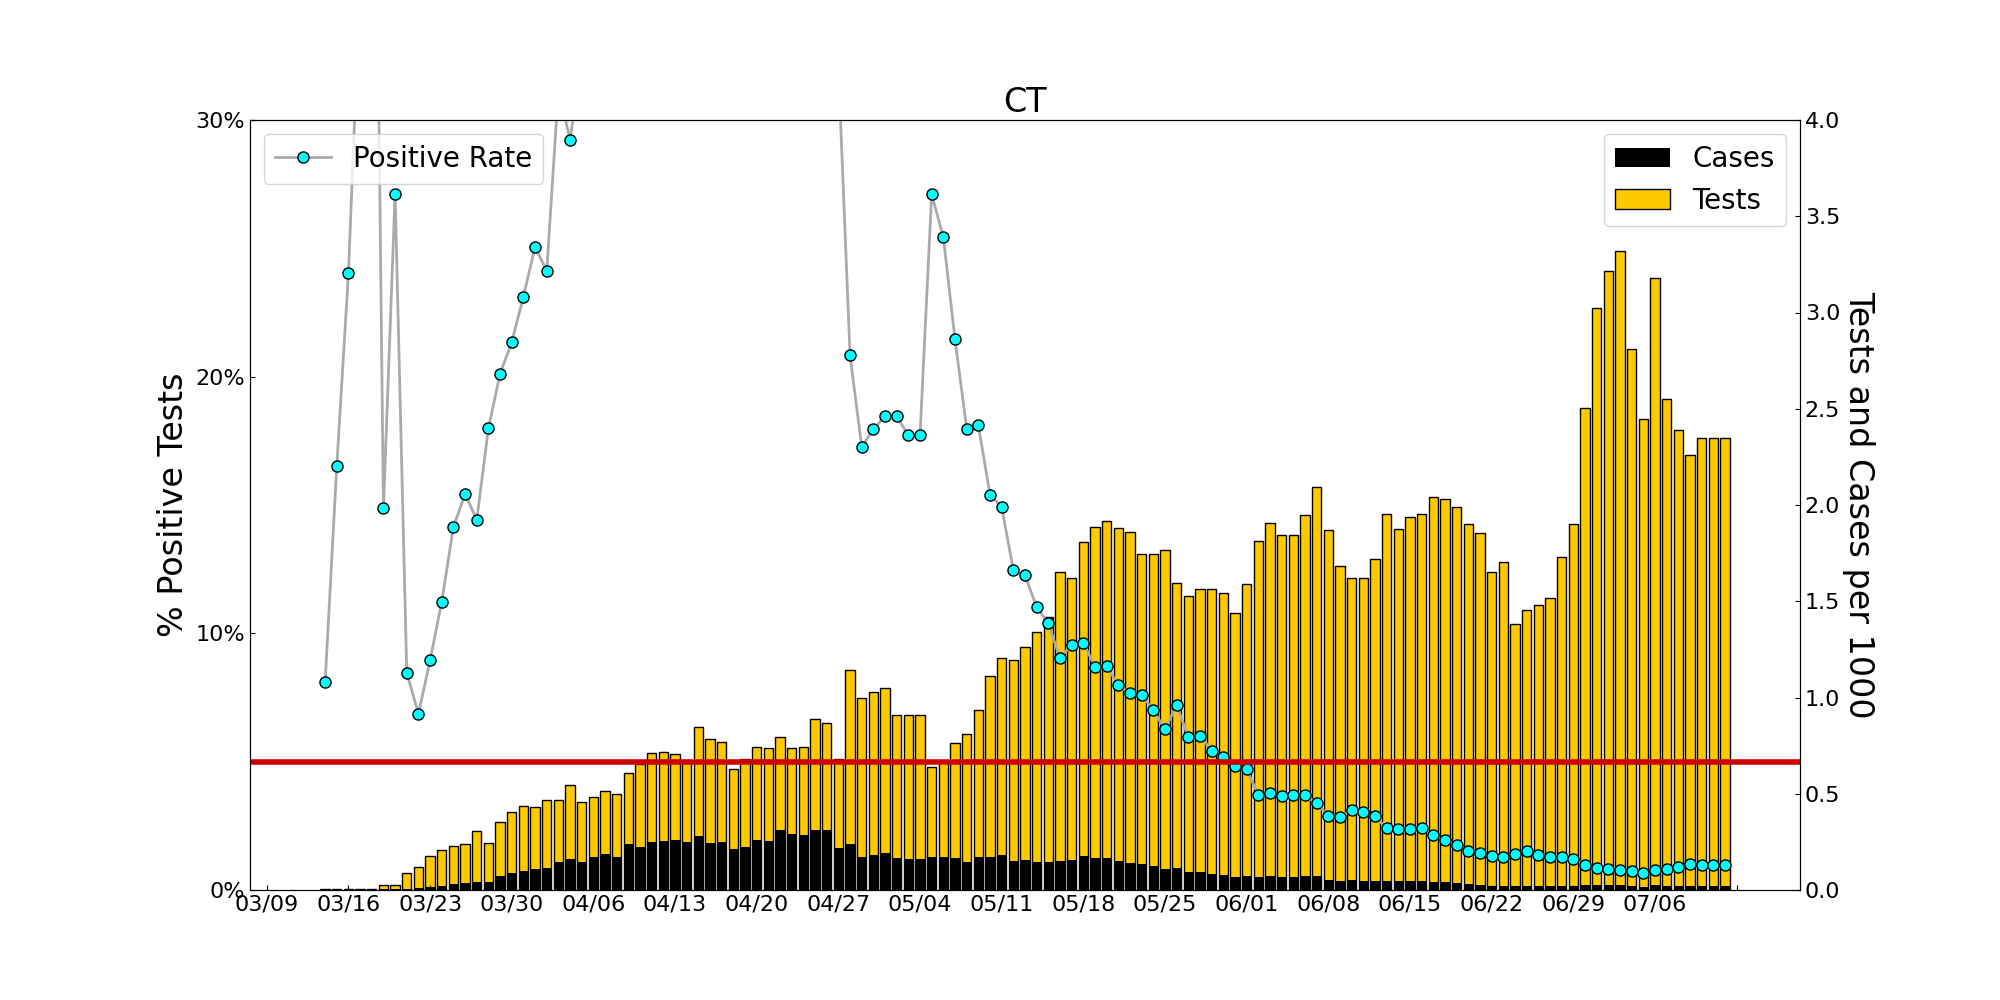 CT
30%
20%
10%
0%
% Positive Tests
Positive Rate
Cases
Tests
4.0
3.5
3.0
2.5
2.0
1.5
1.0
0.5
0.0
Tests and Cases per 1000
03/09 03/16 03/23 03/30 04/06 04/13 04/20 04/27 05/04 05/11 05/18 05/25 06/01 06/08 06/15 06/22 06/29 07/06